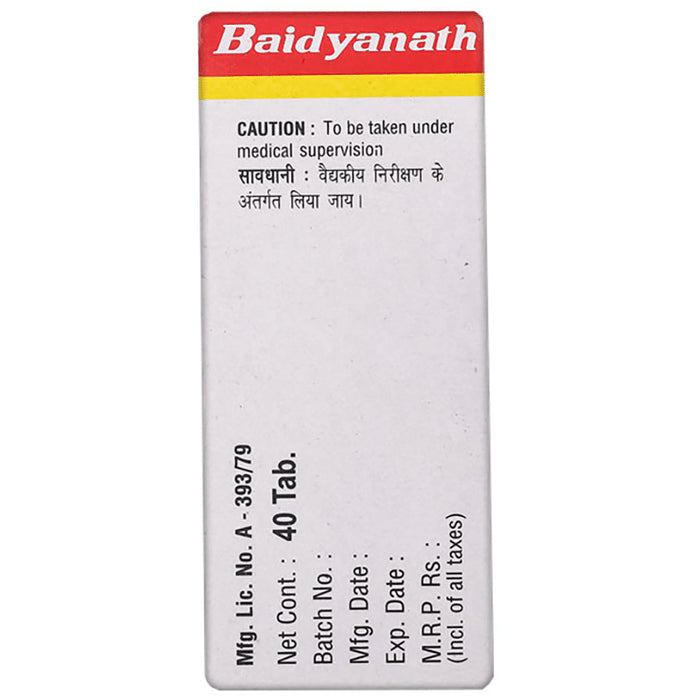 Baidyanath
CAUTION : To be taken under
medical supervision
सावधानी : वैद्यकीय निरीक्षण के
अंतर्गत लिया जाय।
Mfg. Lic. No. A - 393/79
Net Cont. : 40 Tab.
Batch No. :
Mfg. Date :
Exp. Date :
M.R.P. Rs. :
(Incl. of all taxes)